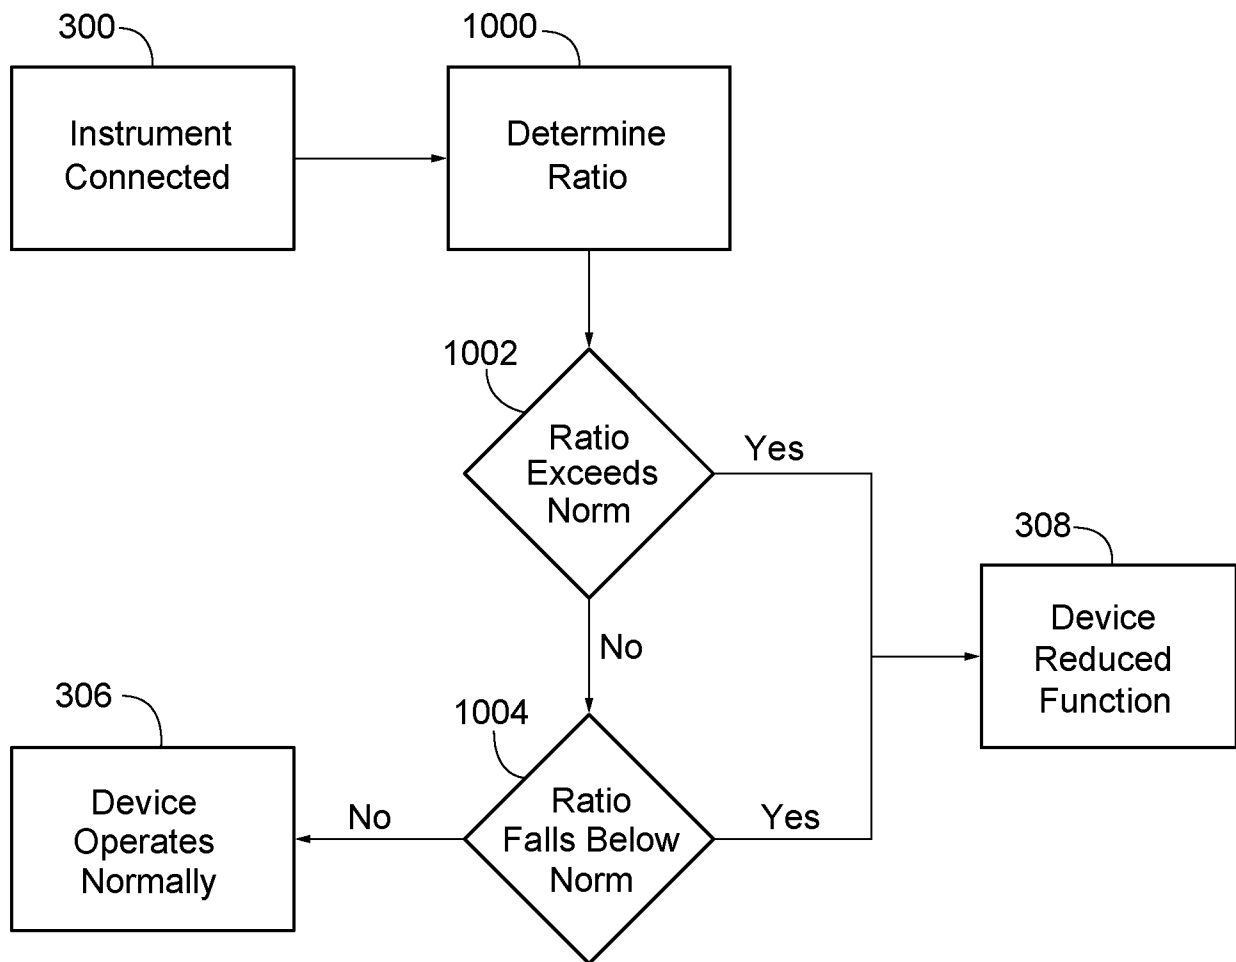 300
1000
Instrument
Connected
Determine
Ratio
1002
Ratio
Exceeds
Norm
Yes
No
308
Device
Reduced
Function
306
1004
Device
Operates
Normally
No
Ratio
Falls Below
Norm
Yes